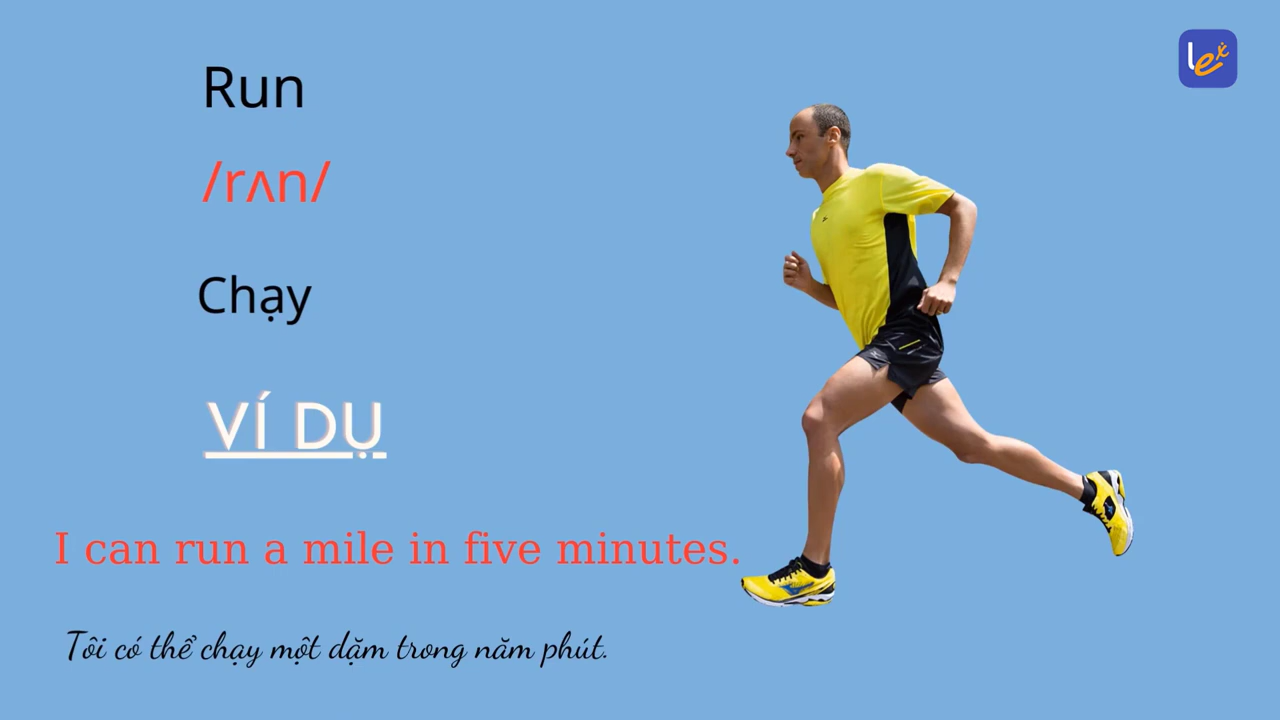 Run
/rʌn/
Chạy
VÍ DỤ
I can run a mile in five minutes.
Tôi có thể chạy một dặm trong năm phút.
Lex